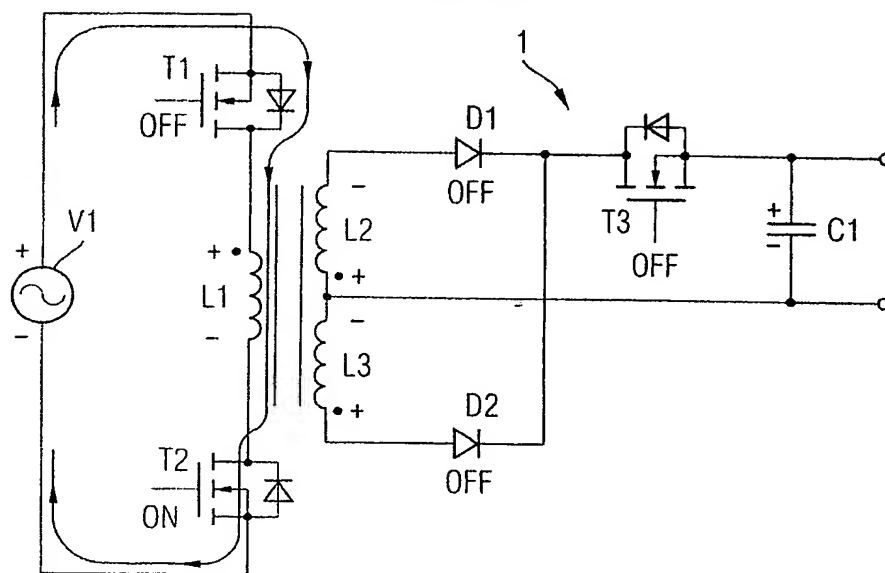 1
T1
OFF
D1
OFF
T3
OFF
V1
+
-
+
L1
-
-
L2
+
-
L3
+
+
-
C1
D2
OFF
T2
ON